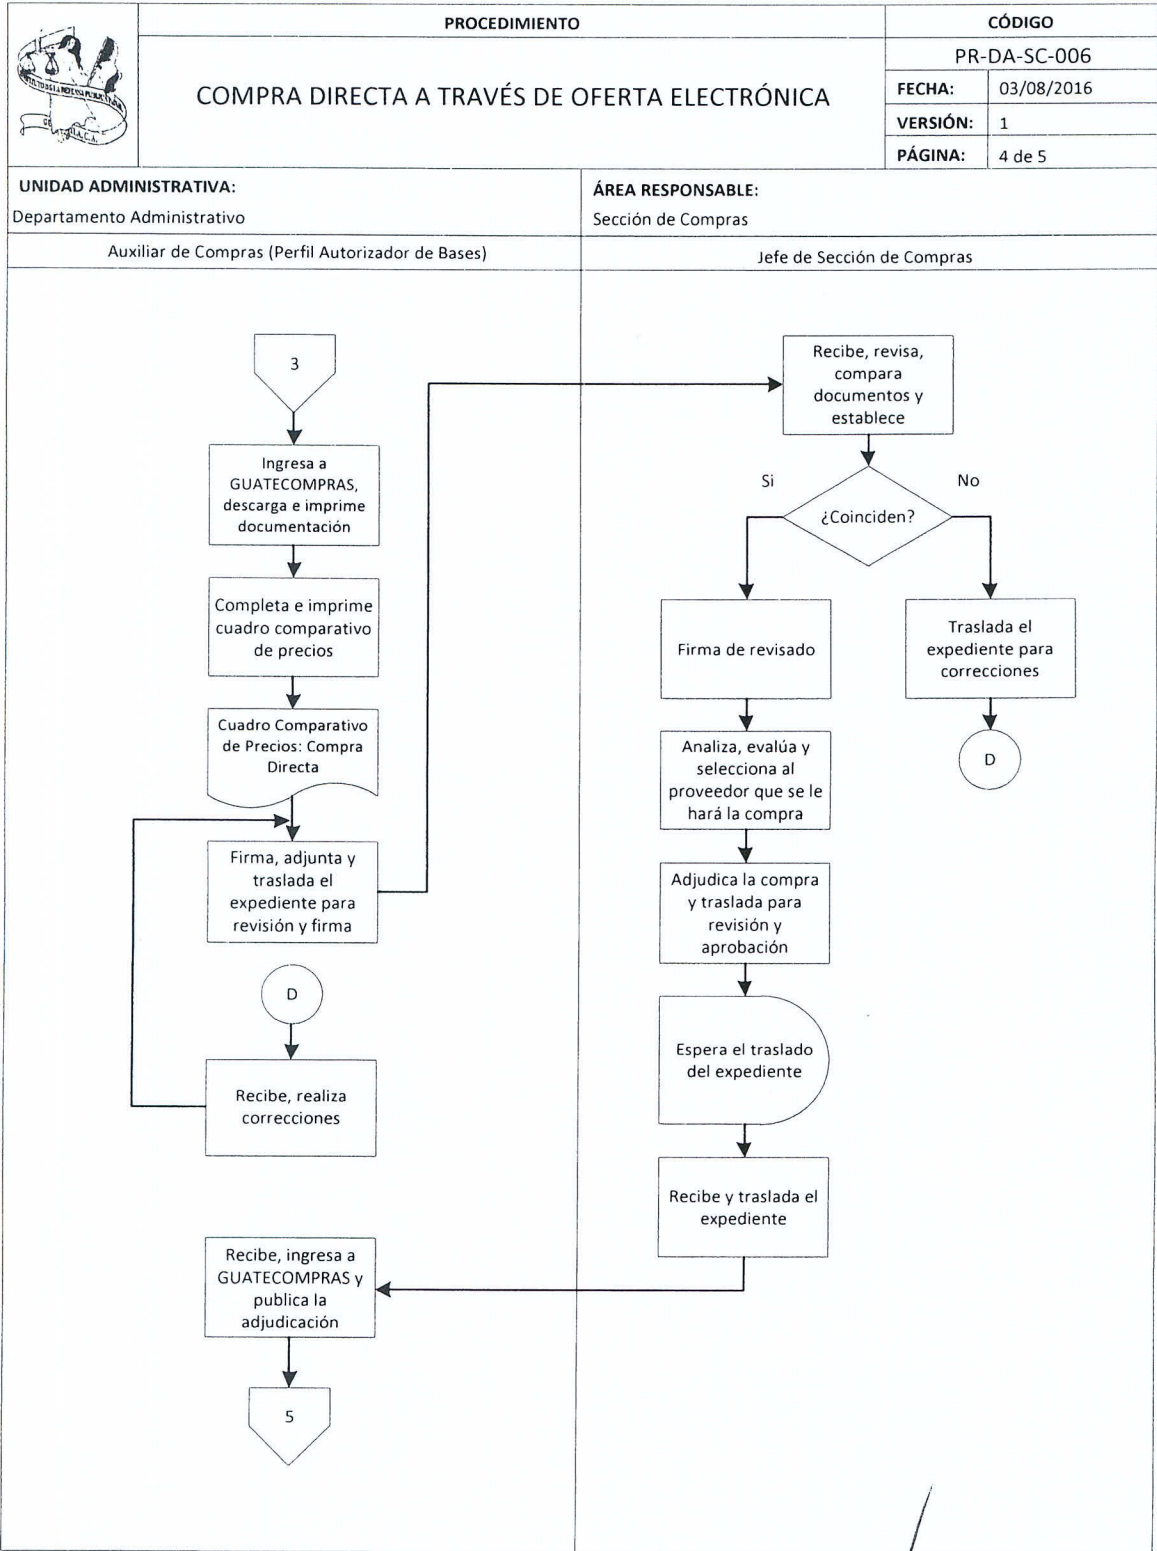 PROCEDIMIENTO
CÓDIGO
COMPRA DIRECTA A TRAVÉS DE OFERTA ELECTRÓNICA
PR-DA-SC-006
FECHA: 03/08/2016
VERSIÓN: 1
PÁGINA: 4 de 5
UNIDAD ADMINISTRATIVA:
Departamento Administrativo
ÁREA RESPONSABLE:
Sección de Compras
Auxiliar de Compras (Perfil Autorizador de Bases)
Jefe de Sección de Compras
3
Ingresa a
GUATECOMPRAS,
descarga e imprime
documentación
Completa e imprime
cuadro comparativo
de precios
Cuadro Comparativo
de Precios: Compra
Directa
Firma, adjunta y
traslada el
expediente para
revisión y firma
D
Recibe, realiza
correcciones
Recibe, ingresa a
GUATECOMPRAS y
publica la
adjudicación
5
Recibe, revisa,
compara
documentos y
establece
Si
No
¿Coinciden?
Firma de revisado
Traslada el
expediente para
correcciones
D
Analiza, evalúa y
selecciona al
proveedor que se le
hará la compra
Adjudica la compra
y traslada para
revisión y
aprobación
Espera el traslado
del expediente
Recibe y traslada el
expediente